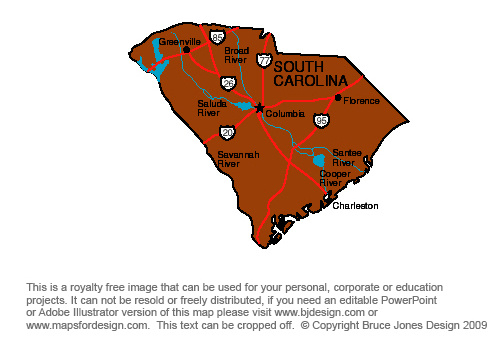 85
Greenville
Broad
River
77
SOUTH
CAROLINA
26
Saluda
River
Columbia
Florence
95
20
Savannah
River
Santee
River
Cooper
River
Charleston
This is a royalty free image that can be used for your personal, corporate or education
projects. It can not be resold or freely distributed, if you need an editable PowerPoint
or Adobe Illustrator version of this map please visit www.bjdesign.com or
www.mapsfordesign.com. This text can be cropped off. © Copyright Bruce Jones Design 2009